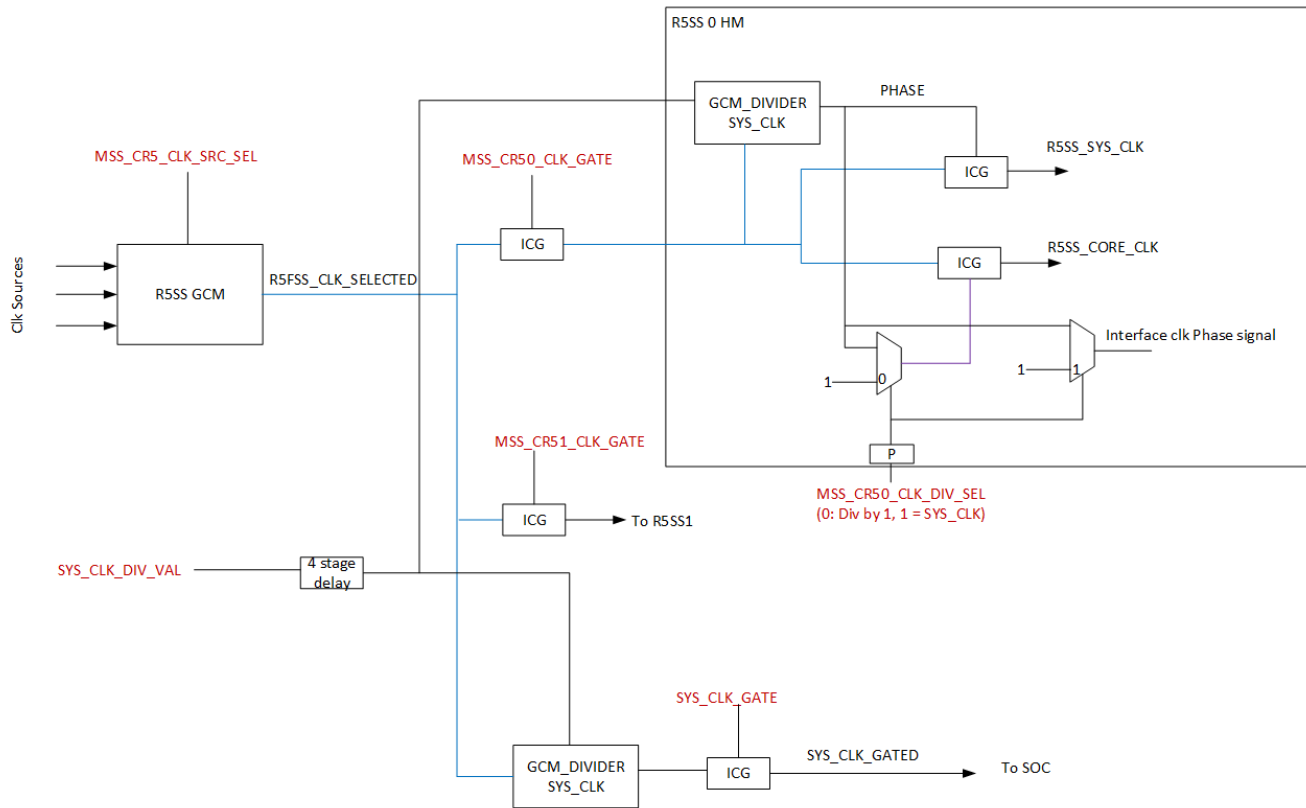 R5SS 0 HM
GCM_DIVIDER
SYS_CLK
PHASE
MSS_CR5_CLK_SRC_SEL
MSS_CR50_CLK_GATE
R5SS_SYS_CLK
ICG
ICG
R5SS_CORE_CLK
ICG
Clk Sources
R5SS GCM
R5FSS_CLK_SELECTED
Interface clk Phase signal
1
0
1
1
MSS_CR51_CLK_GATE
P
MSS_CR50_CLK_DIV_SEL
(0: Div by 1, 1 = SYS_CLK)
ICG
To R5SS1
SYS_CLK_DIV_VAL
4 stage
delay
SYS_CLK_GATE
GCM_DIVIDER
SYS_CLK
ICG
SYS_CLK_GATED
To SOC